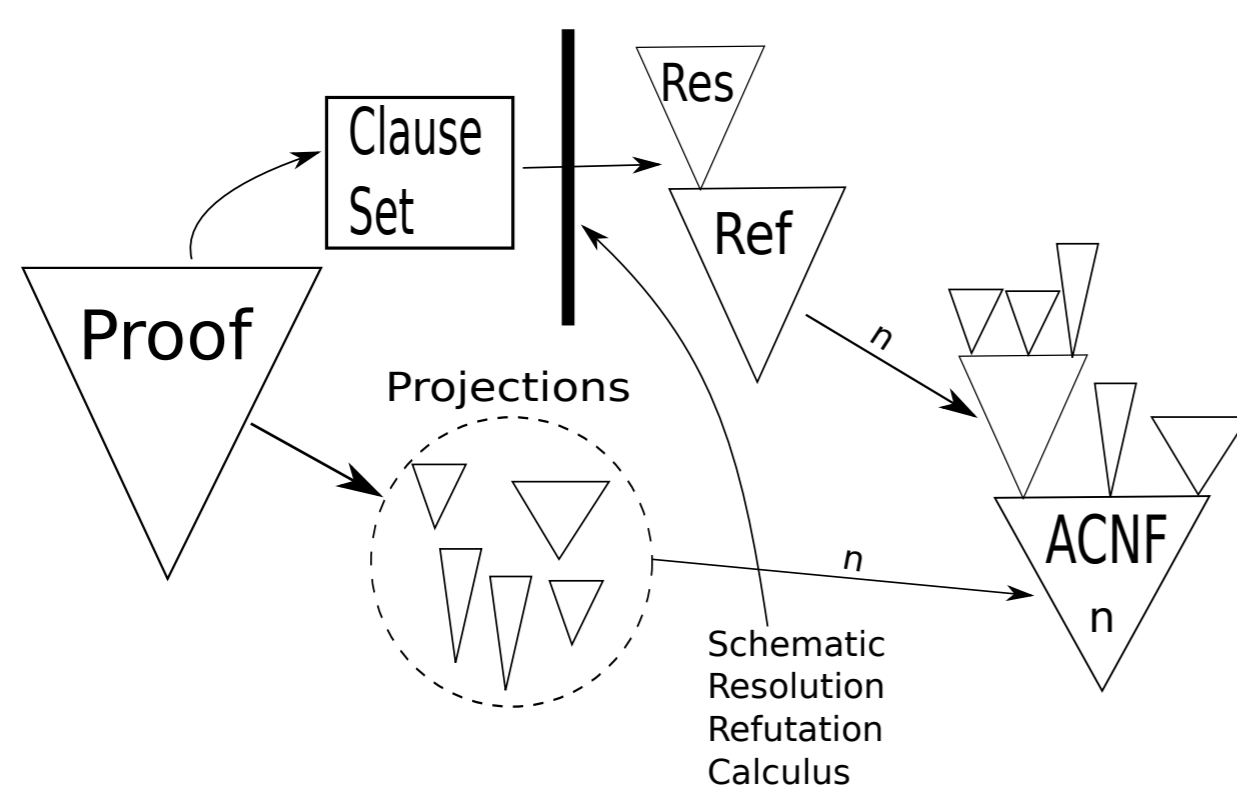 Clause
Set
Res
Ref
Proof
n
Projections
ACNF
n
n
Schematic
Resolution
Refutation
Calculus